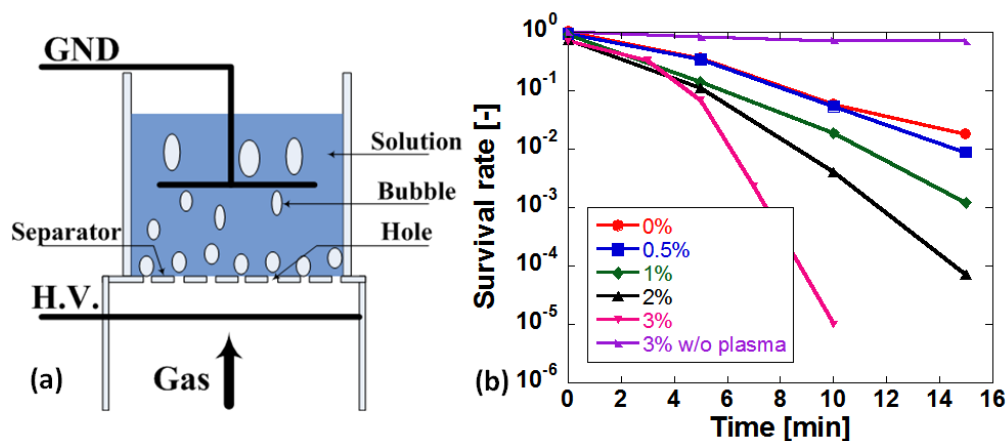 GND
Solution
Bubble
Separator
Hole
H.V.
(a)
Gas
Survival rate [-]
10^0
10^-1
10^-2
10^-3
10^-4
10^-5
10^-6
0%
0.5%
1%
2%
3%
3% w/o plasma
0 2 4 6 8 10 12 14 16
(b)
Time [min]